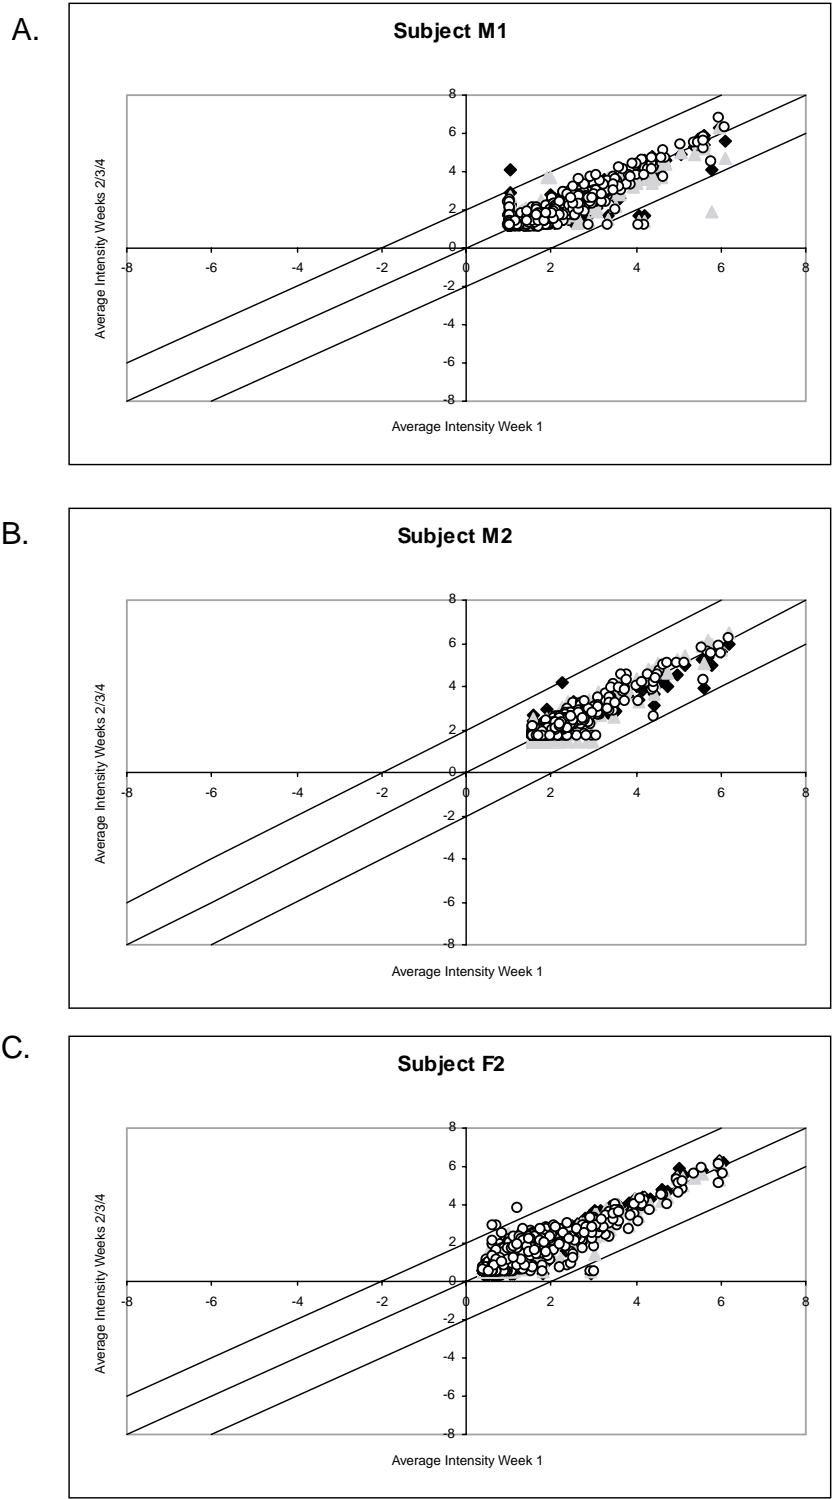 A.
Subject M1
Average Intensity Weeks 2/3/4
8
6
4
2
0
-8 -6 -4 -2 0 2 4 6 8
-2
-4
-6
-8
Average Intensity Week 1
B.
Subject M2
Average Intensity Weeks 2/3/4
8
6
4
2
0
-8 -6 -4 -2 0 2 4 6 8
-2
-4
-6
-8
Average Intensity Week 1
C.
Subject F2
Average Intensity Weeks 2/3/4
8
6
4
2
0
-8 -6 -4 -2 0 2 4 6 8
-2
-4
-6
-8
Average Intensity Week 1